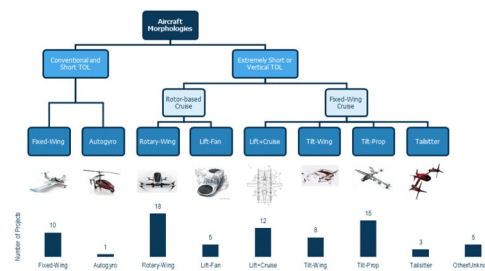 Aircraft
Morphologies
Conventional and
Short TOL
Extremely Short or
Vertical TOL
Rotor-based
Cruise
Fixed-Wing
Cruise
Fixed-Wing
Autogyro
Rotary-Wing
Lift-Fan
Lift+Cruise
Tilt-Wing
Tilt-Prop
Tailsitter
Number of Projects
10
1
18
5
12
8
15
3
5
Fixed-Wing
Autogyro
Rotary-Wing
Lift-Fan
Lift+Cruise
Tilt-Wing
Tilt-Prop
Tailsitter
Other/Unkno